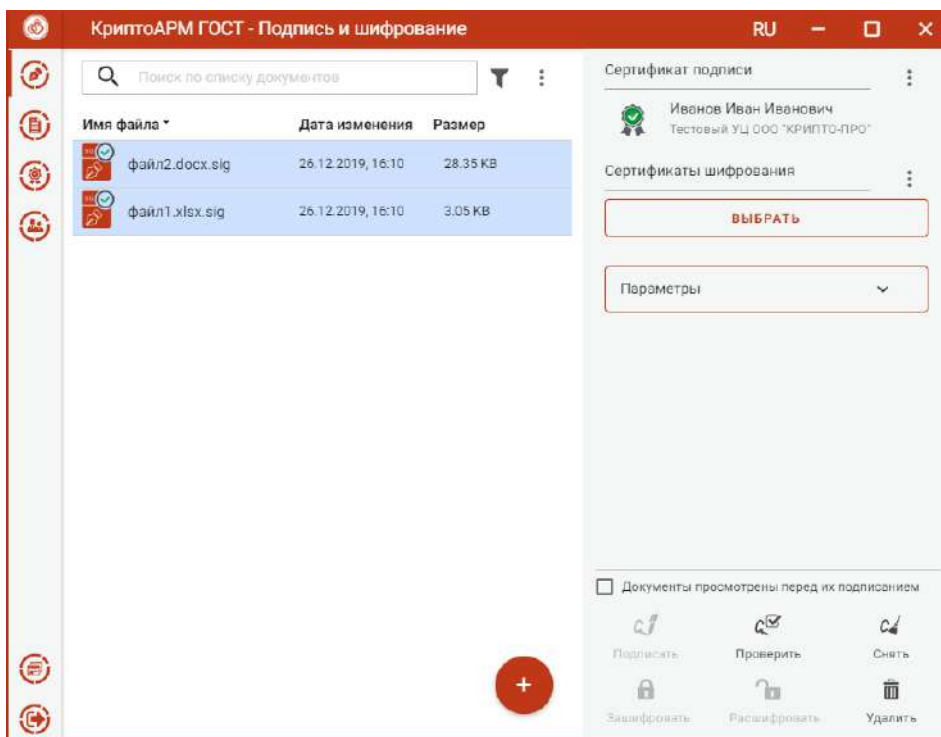 КриптоАРМ ГОСТ - Подпись и шифрование RU
Поиск по списку документов
Имя файла Дата изменения Размер
файл2.docx.sig 26.12.2019, 16:10 28.35 KB
файл1.xlsx.sig 26.12.2019, 16:10 3.05 KB
Сертификат подписи
Иванов Иван Иванович
Тестовый УЦ ООО "КРИПТО-ПРО"
Сертификаты шифрования
ВЫБРАТЬ
Параметры
Документы просмотрены перед их подписанием
Подписать Проверить Снять
Зашифровать Расшифровать Удалить